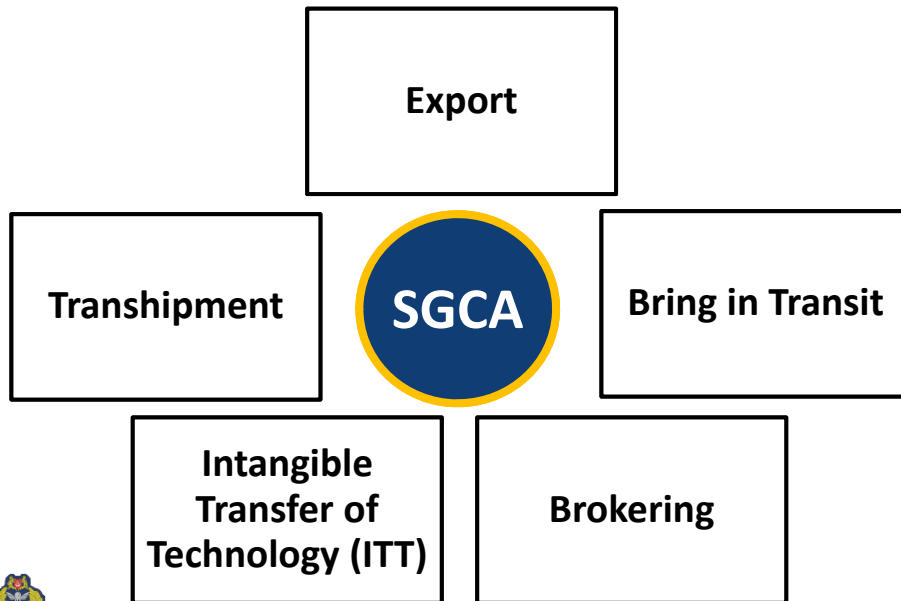 Export
Transhipment
SGCA
Bring in Transit
Intangible
Transfer of
Technology (ITT)
Brokering